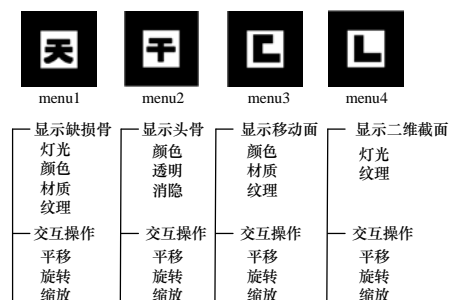 天
干
匚
L
menu1
menu2
menu3
menu4
显示缺损骨
灯光
颜色
材质
纹理
交互操作
平移
旋转
缩放
显示头骨
颜色
透明
消隐
交互操作
平移
旋转
缩放
显示移动面
颜色
材质
纹理
交互操作
平移
旋转
缩放
显示二维截面
灯光
纹理
交互操作
平移
旋转
缩放